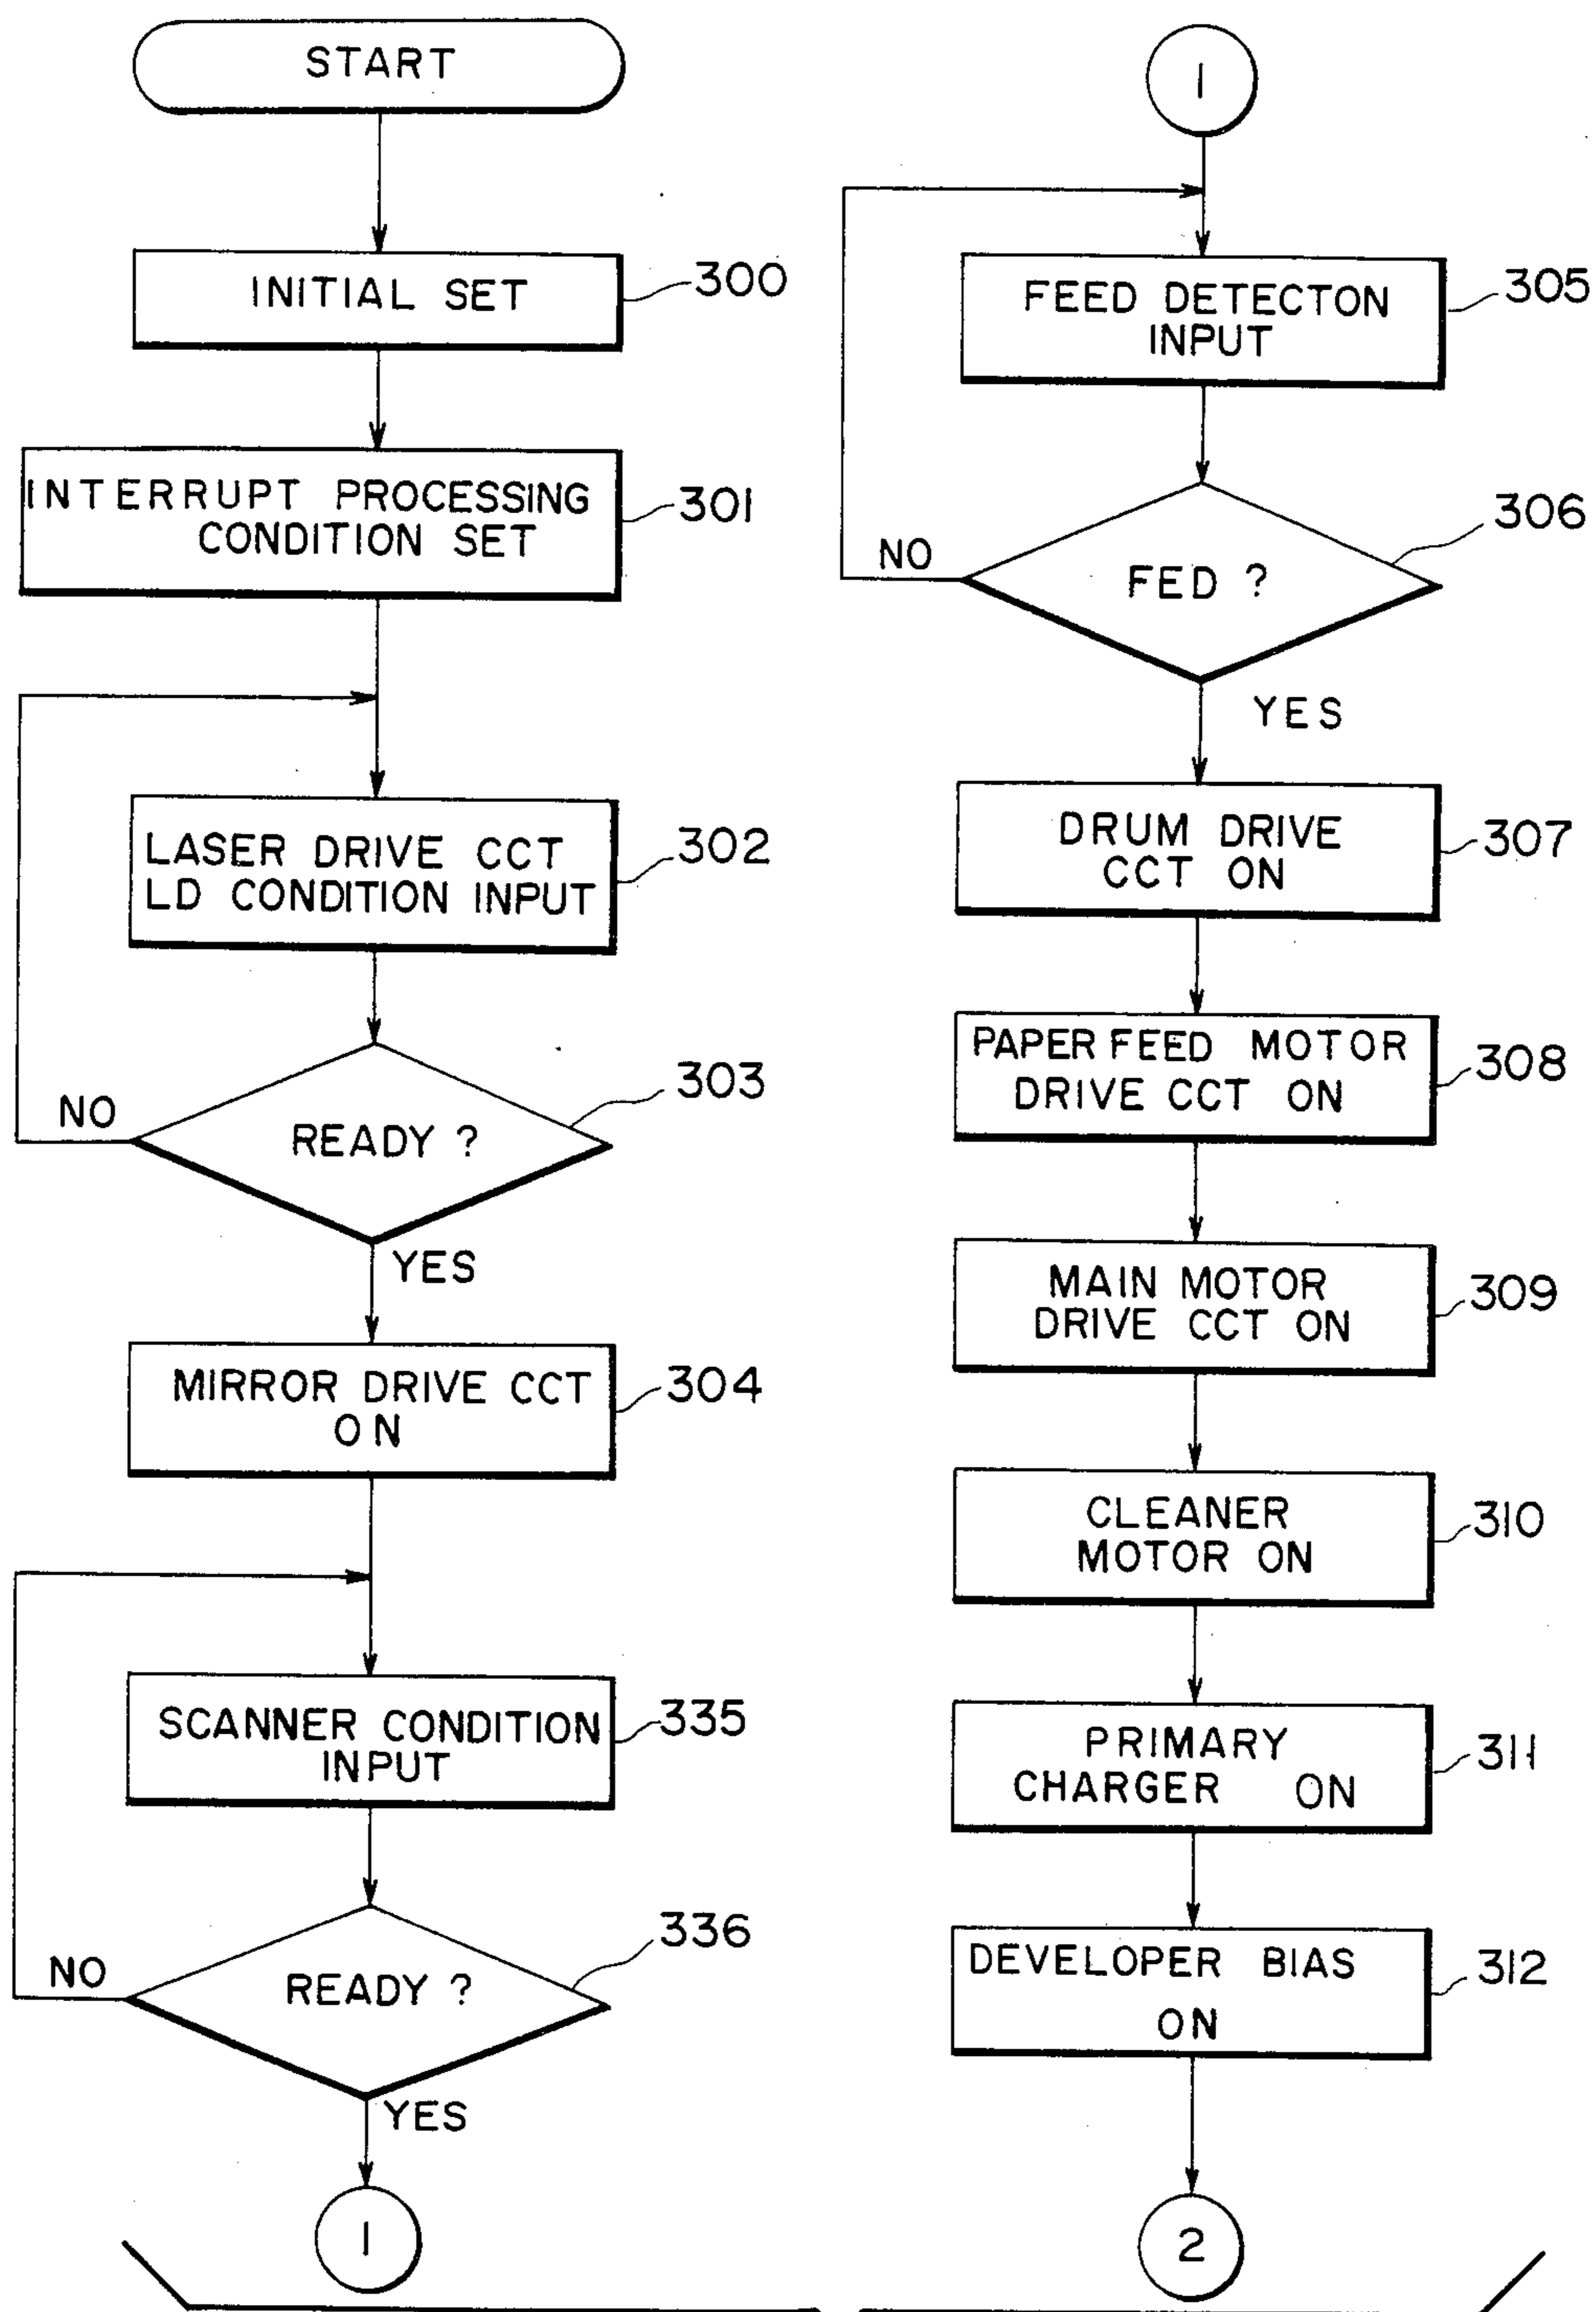 START
INITIAL SET
300
INTERRUPT PROCESSING
CONDITION SET
301
LASER DRIVE CCT
LD CONDITION INPUT
302
READY ?
303
NO
YES
MIRROR DRIVE CCT
ON
304
SCANNER CONDITION
INPUT
335
READY ?
336
NO
YES
1
1
FEED DETECTON
INPUT
305
FED ?
306
NO
YES
DRUM DRIVE
CCT ON
307
PAPER FEED MOTOR
DRIVE CCT ON
308
MAIN MOTOR
DRIVE CCT ON
309
CLEANER
MOTOR ON
310
PRIMARY
CHARGER ON
311
DEVELOPER BIAS
ON
312
2